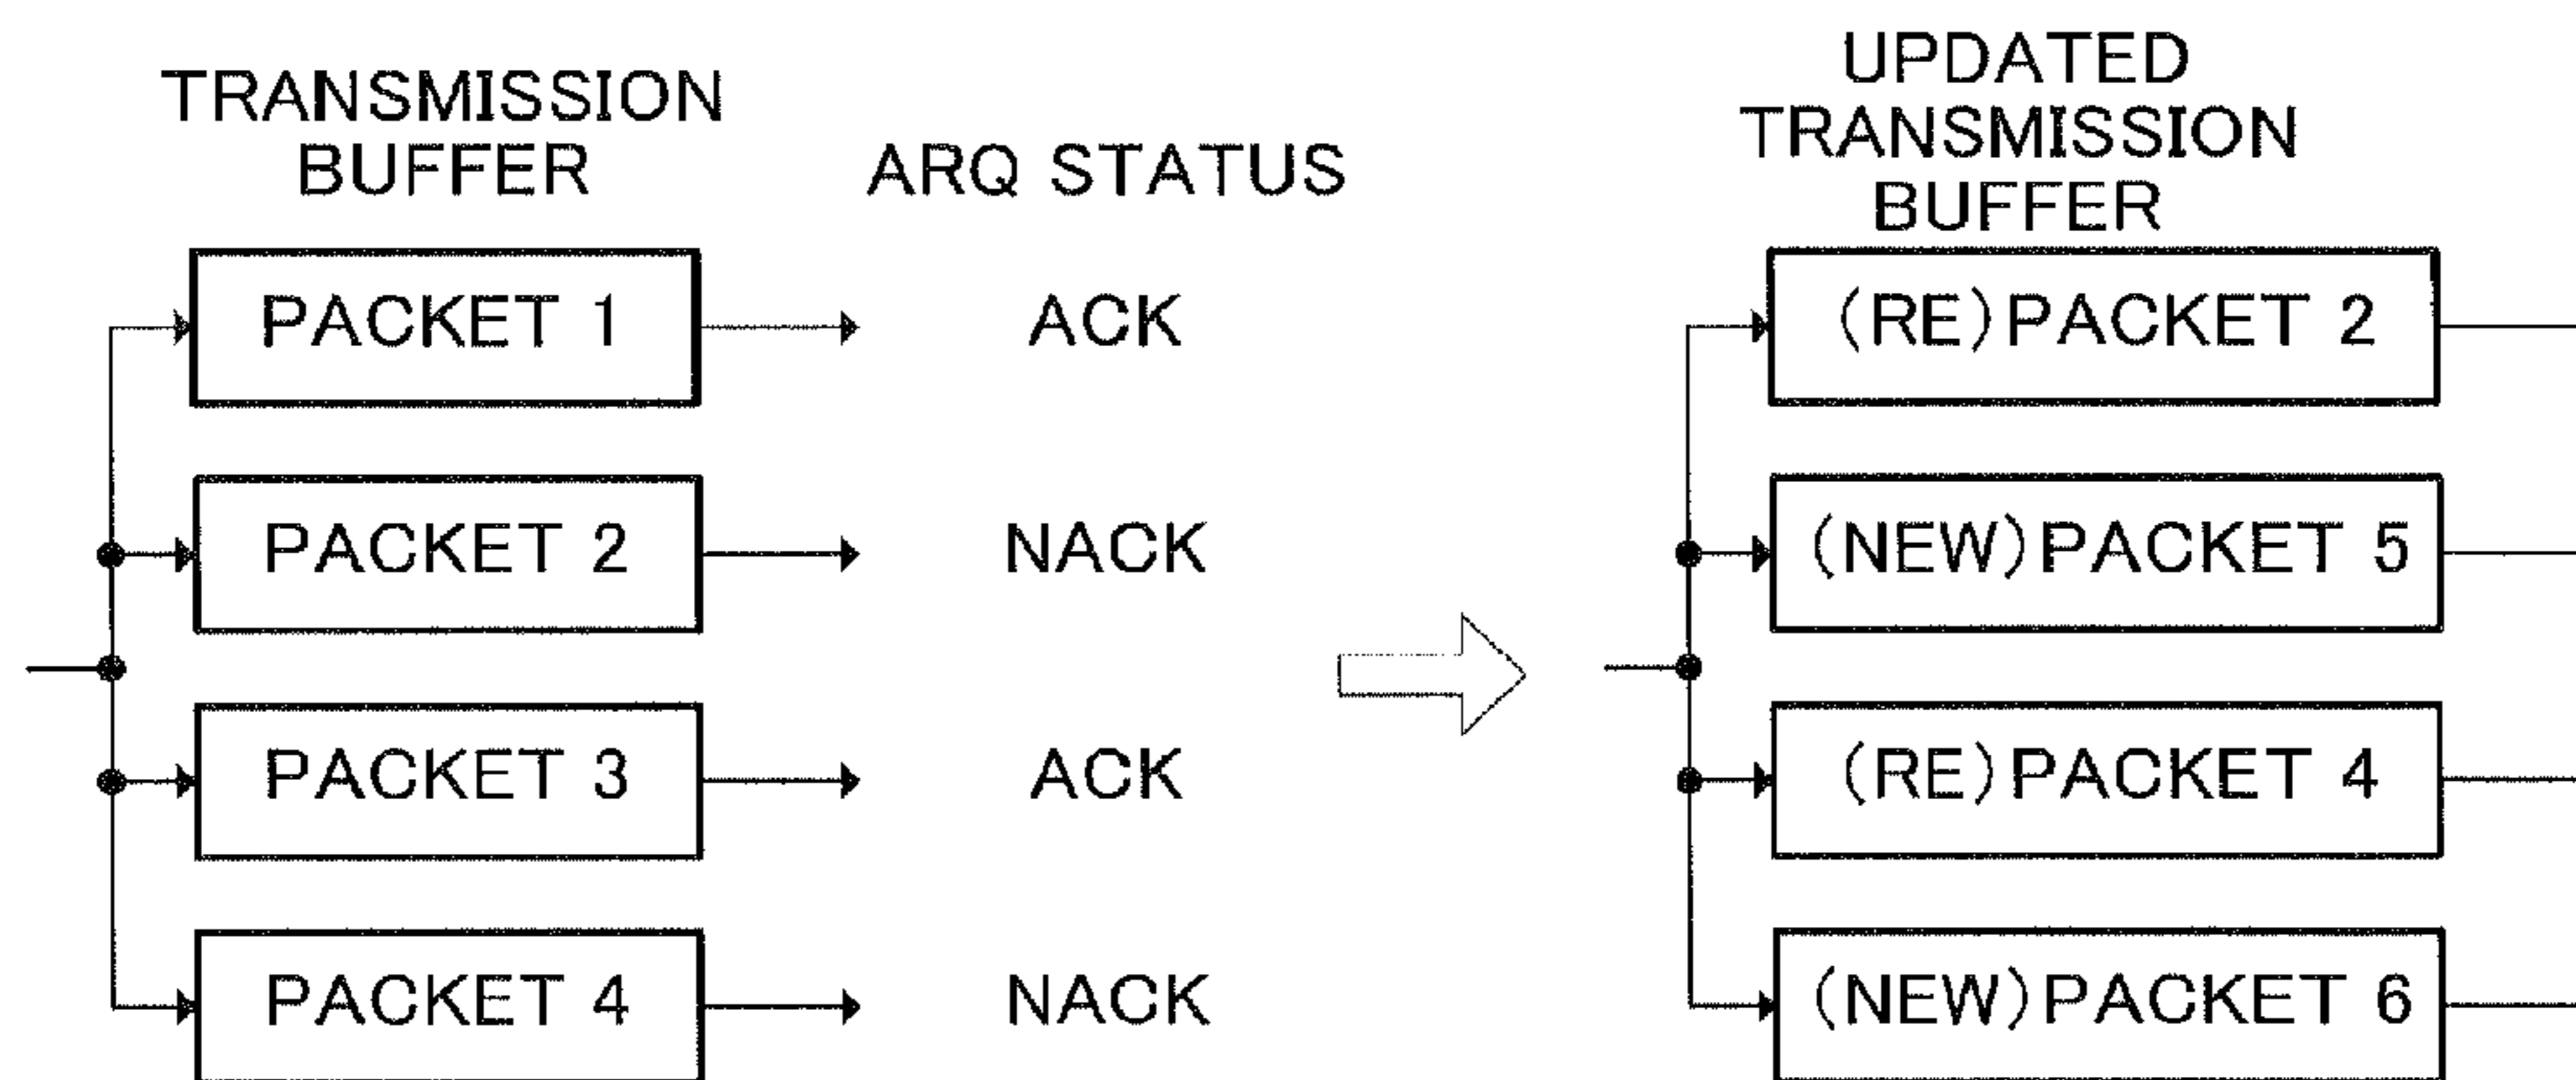 TRANSMISSION
BUFFER
ARQ STATUS
PACKET 1
ACK
PACKET 2
NACK
PACKET 3
ACK
PACKET 4
NACK
UPDATED
TRANSMISSION
BUFFER
(RE)PACKET 2
(NEW)PACKET 5
(RE)PACKET 4
(NEW)PACKET 6